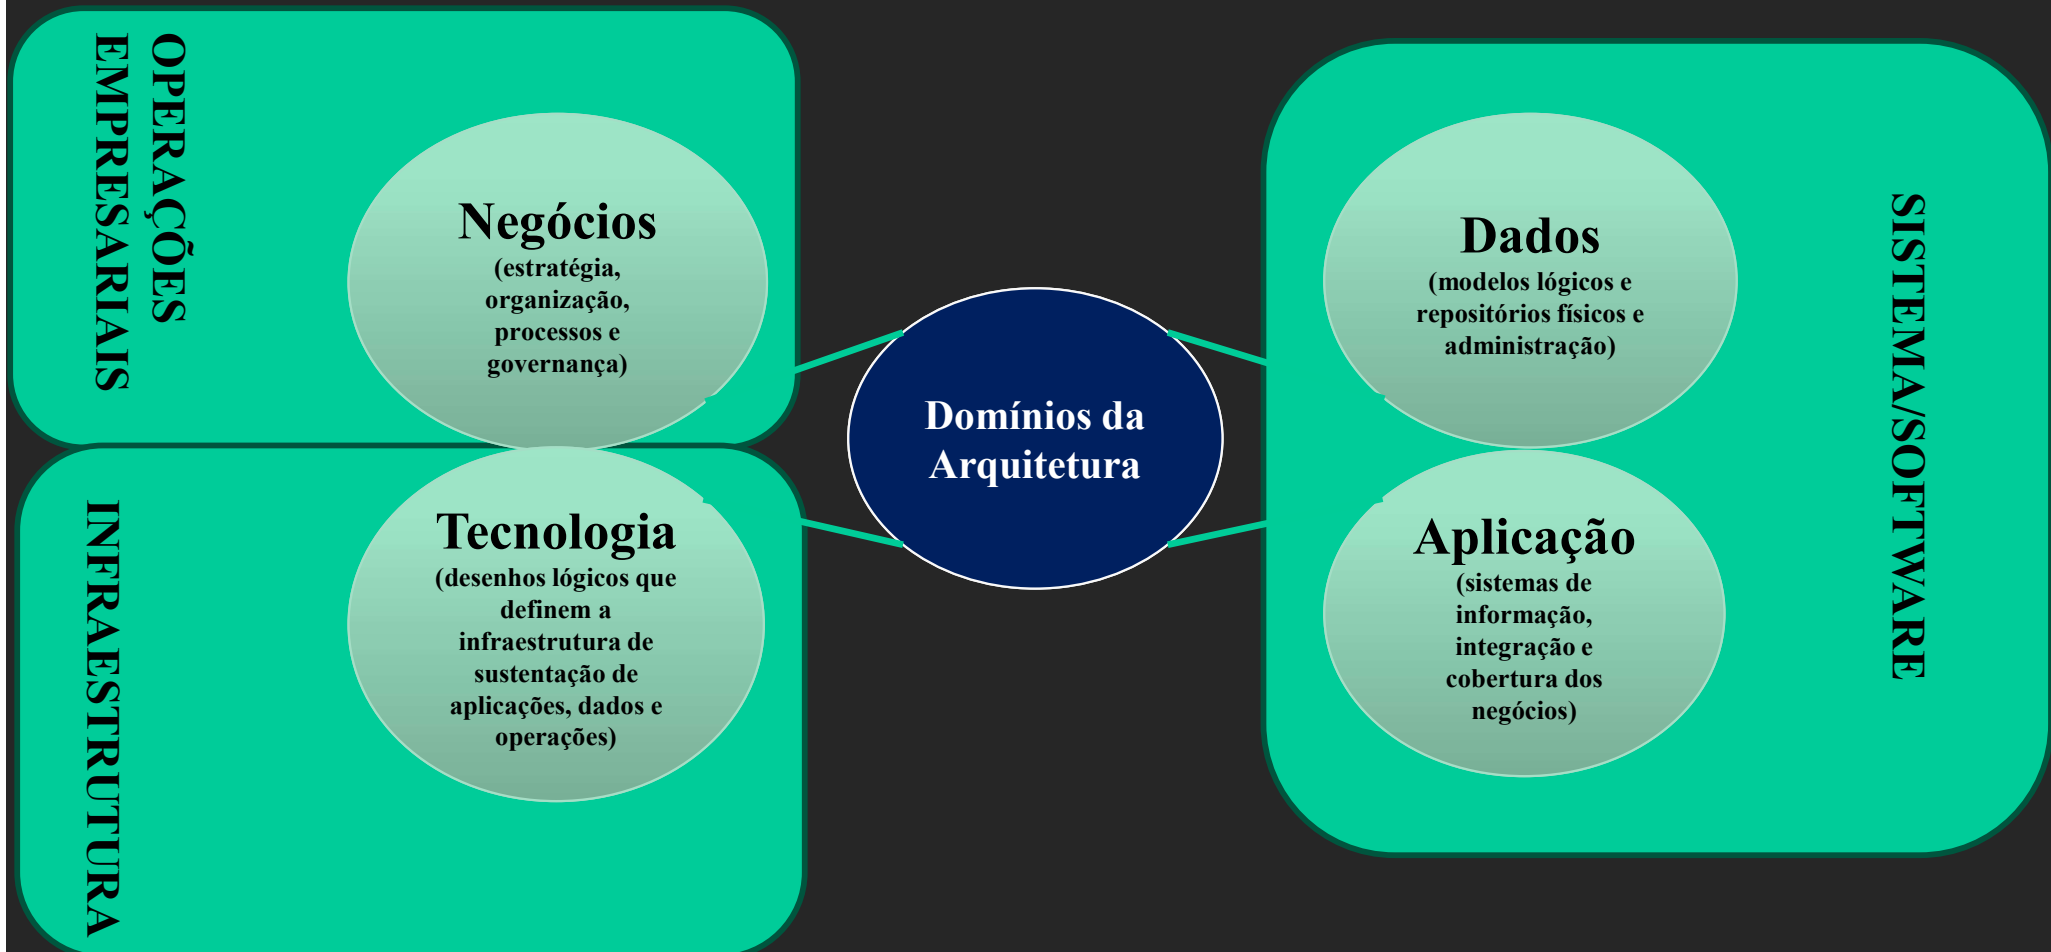 OPERAÇÕES
EMPRESARIAIS
Negócios
(estratégia,
organização,
processos e
governança)
INFRAESTRUTURA
Tecnologia
(desenhos lógicos que
definem a
infraestrutura de
sustentação de
aplicações, dados e
operações)
Domínios da
Arquitetura
Dados
(modelos lógicos e
repositórios físicos e
administração)
Aplicação
(sistemas de
informação,
integração e
cobertura dos
negócios)
SISTEMA/SOFTWARE